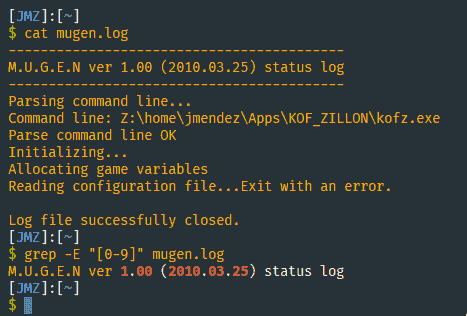 [JMZ]:[~]
$ cat mugen.log
------------------------------------------
M.U.G.E.N ver 1.00 (2010.03.25) status log
------------------------------------------
Parsing command line...
Command line: Z:\home\jmendez\Apps\KOF_ZILLON\kofz.exe
Parse command line OK
Initializing...
Allocating game variables
Reading configuration file...Exit with an error.

Log file successfully closed.
[JMZ]:[~]
$ grep -E "[0-9]" mugen.log
M.U.G.E.N ver 1.00 (2010.03.25) status log
[JMZ]:[~]
$